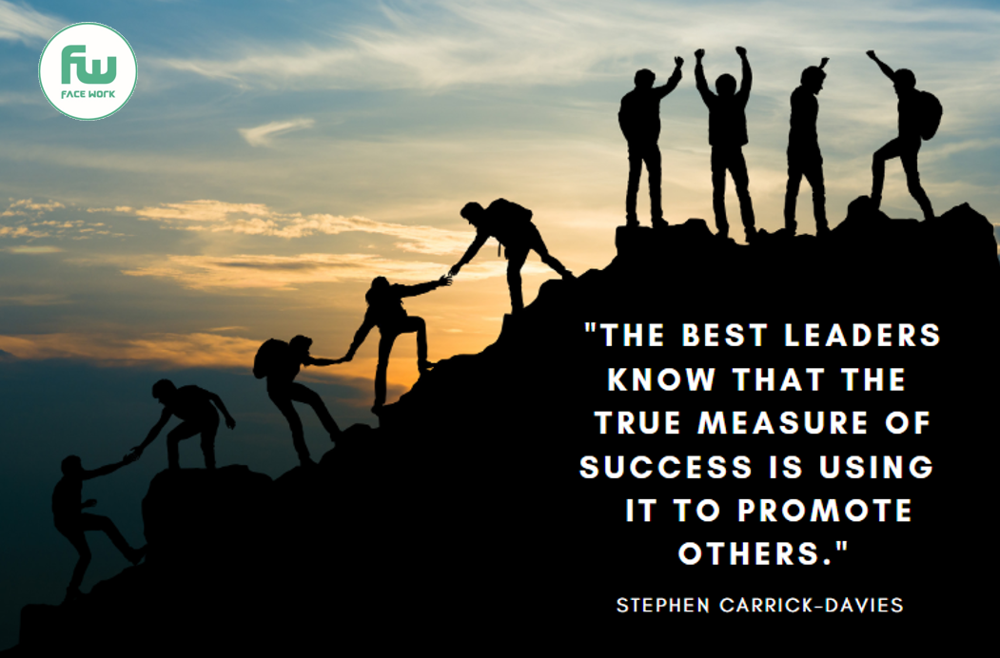 fw
FACE WORK
"THE BEST LEADERS
KNOW THAT THE
TRUE MEASURE OF
SUCCESS IS USING
IT TO PROMOTE
OTHERS."
STEPHEN CARRICK-DAVIES